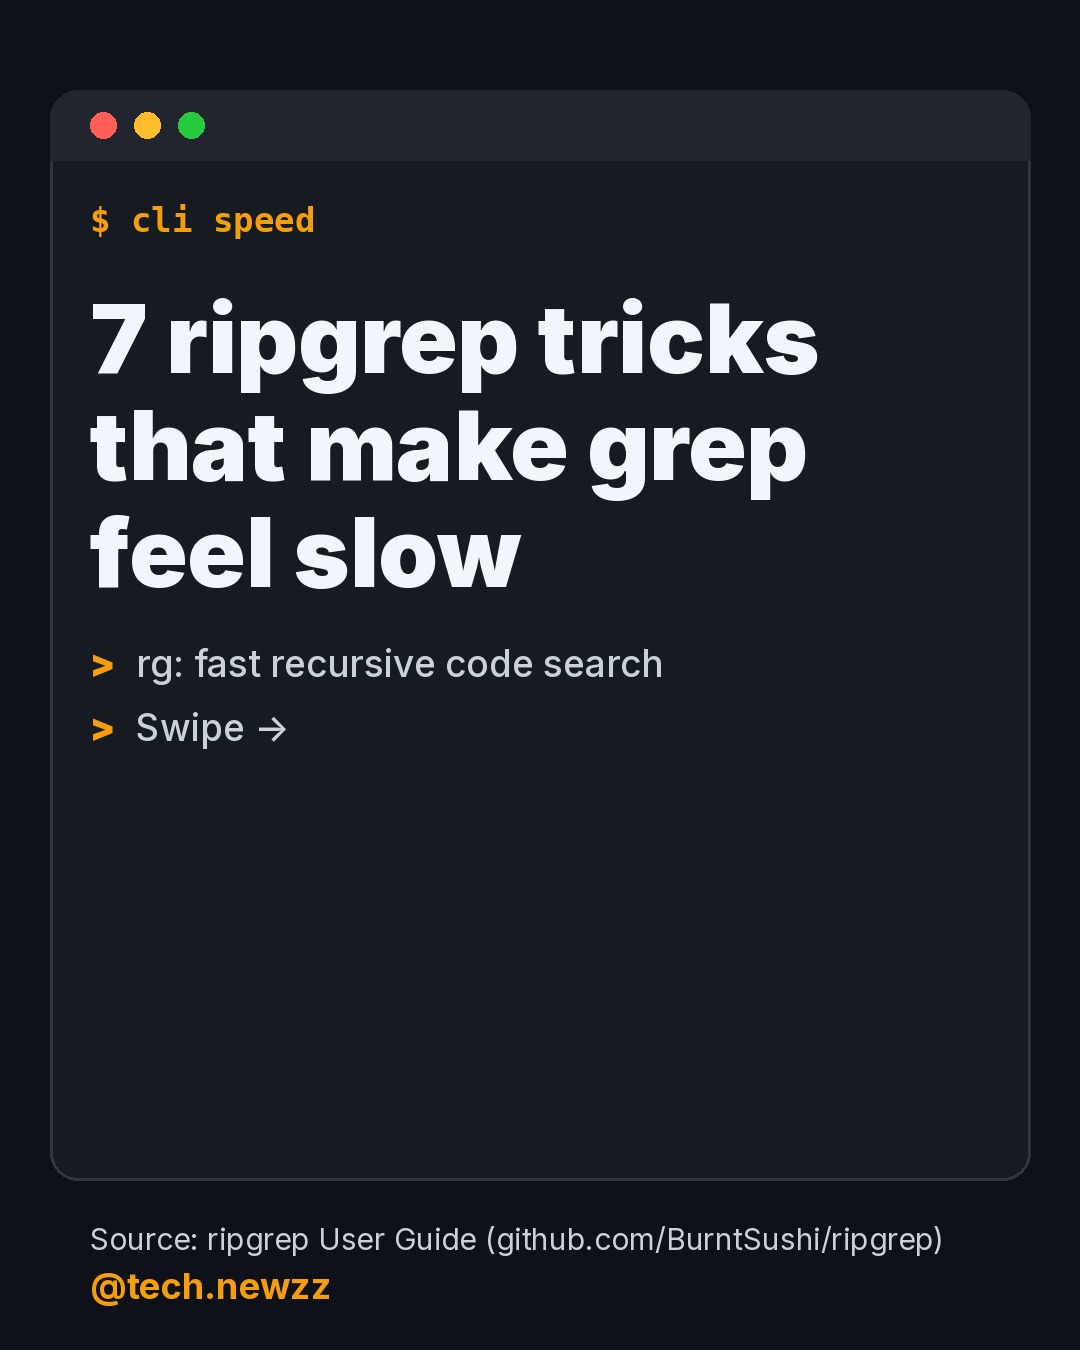 $ cli speed
7 ripgrep tricks
that make grep
feel slow
> rg: fast recursive code search
> Swipe →
Source: ripgrep User Guide (github.com/BurntSushi/ripgrep)
@tech.newzz